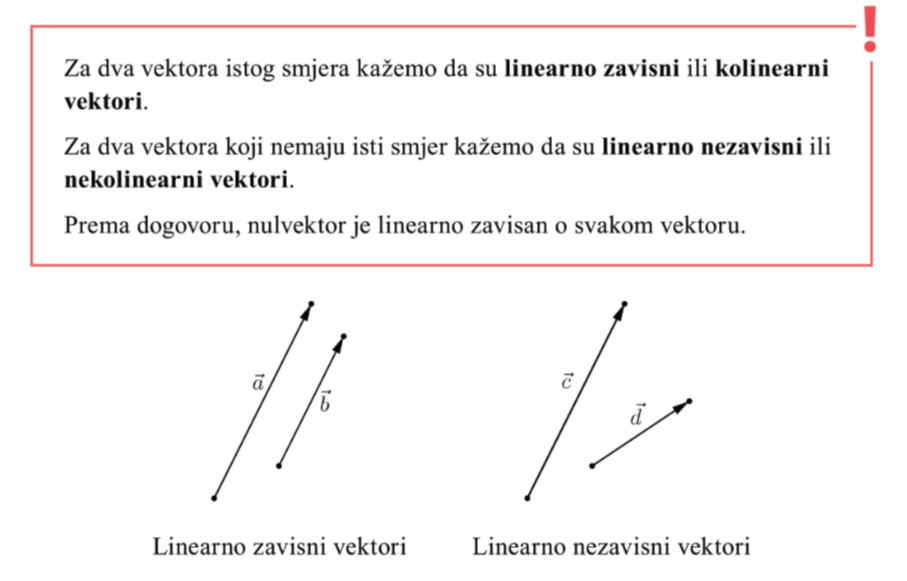 !
Za dva vektora istog smjera kažemo da su linearno zavisni ili kolinearni
vektori.
Za dva vektora koji nemaju isti smjer kažemo da su linearno nezavisni ili
nekolinearni vektori.
Prema dogovoru, nulvektor je linearno zavisan o svakom vektoru.
a⃗
b⃗
c⃗
d⃗
Linearno zavisni vektori
Linearno nezavisni vektori